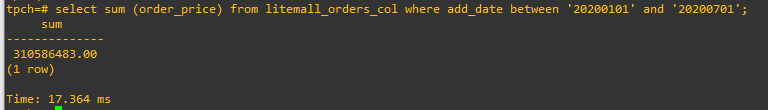 tpch=# select sum (order_price) from litemall_orders_col where add_date between '20200101' and '20200701';
sum
--------------
310586483.00
(1 row)
Time: 17.364 ms